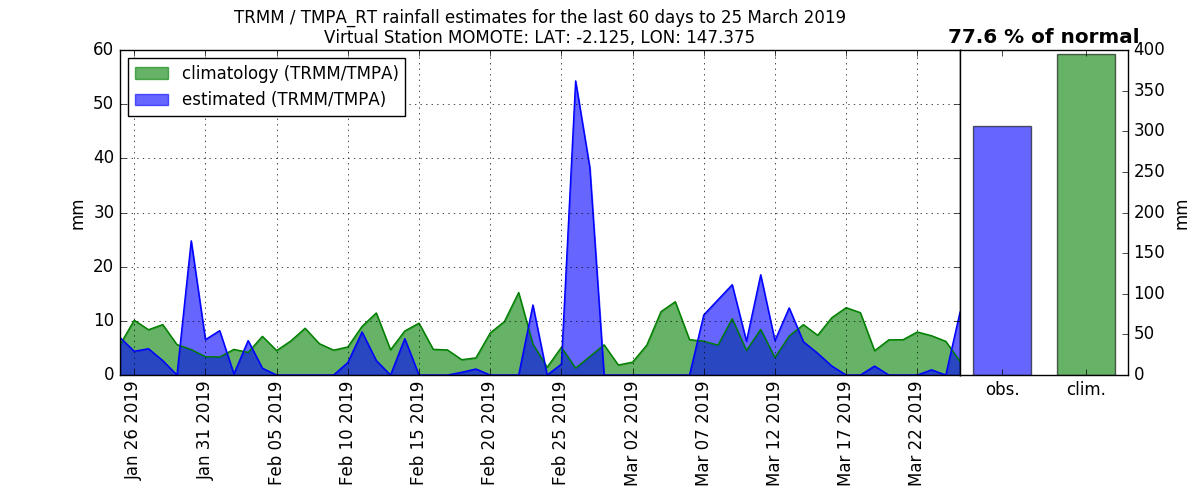 TRMM / TMPA_RT rainfall estimates for the last 60 days to 25 March 2019
Virtual Station MOMOTE: LAT: -2.125, LON: 147.375
77.6 % of normal
climatology (TRMM/TMPA)
estimated (TRMM/TMPA)
60
50
40
30
20
10
0
mm
Jan 26 2019
Jan 31 2019
Feb 05 2019
Feb 10 2019
Feb 15 2019
Feb 20 2019
Feb 25 2019
Mar 02 2019
Mar 07 2019
Mar 12 2019
Mar 17 2019
Mar 22 2019
400
350
300
250
200
150
100
50
0
mm
obs.
clim.